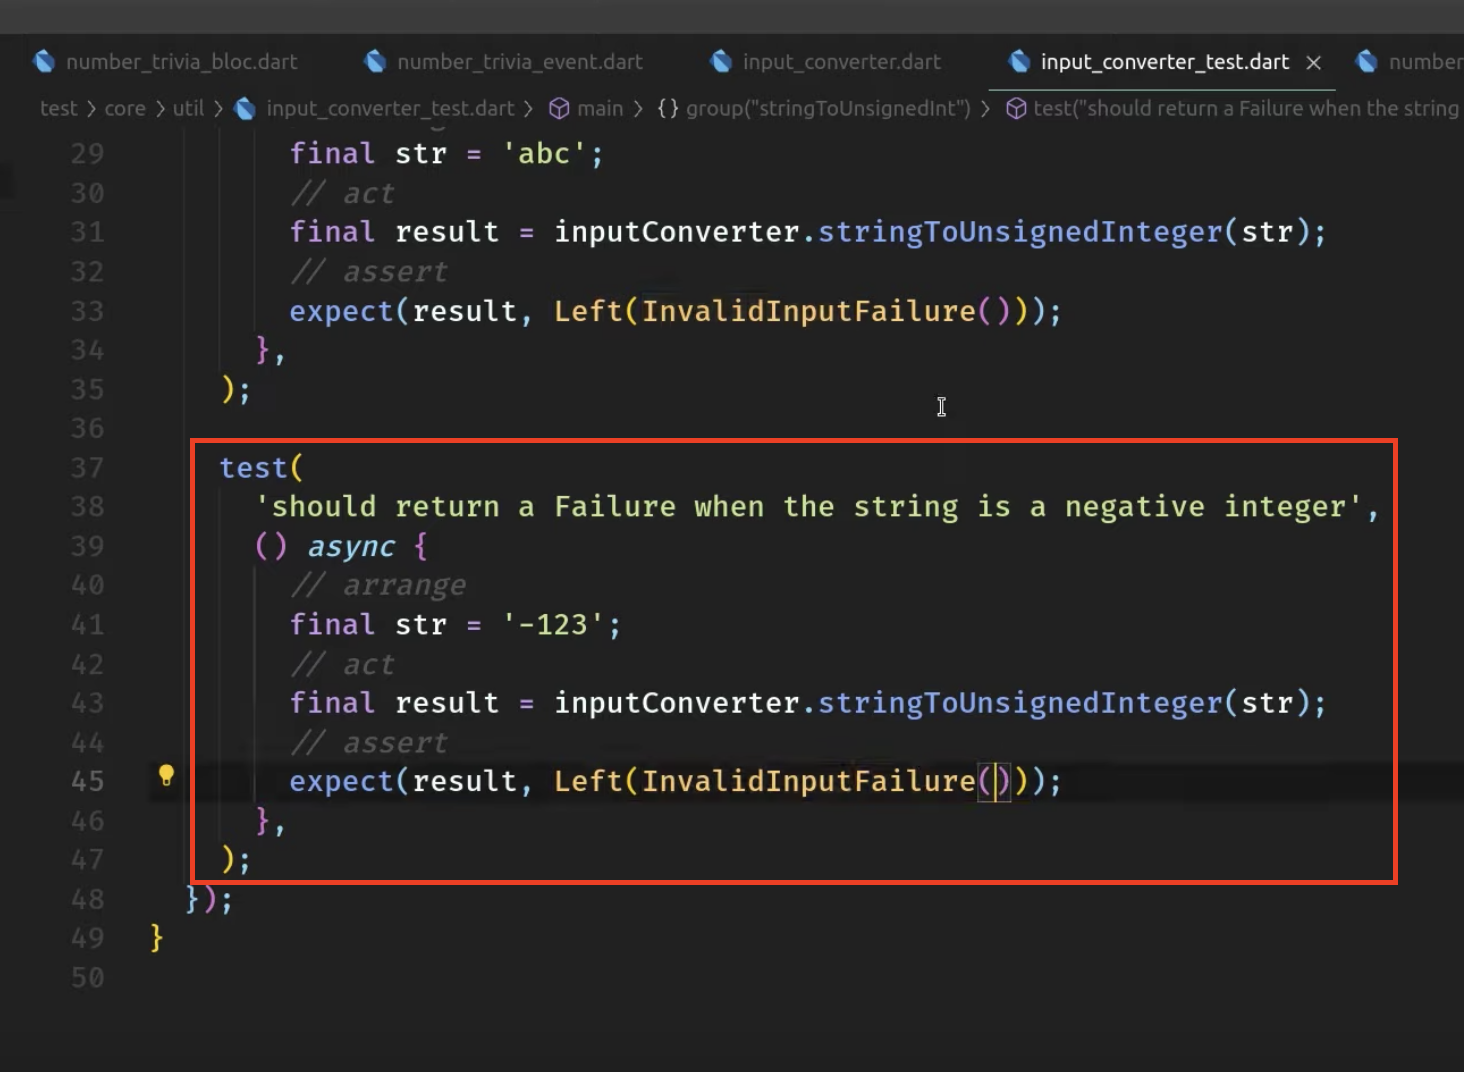 number_trivia_bloc.dart number_trivia_event.dart input_converter.dart input_converter_test.dart × number
test > core > util > input_converter_test.dart > main > {} group("stringToUnsignedInt") > test("should return a Failure when the string
29 final str = 'abc';
30 // act
31 final result = inputConverter.stringToUnsignedInteger(str);
32 // assert
33 expect(result, Left(InvalidInputFailure()));
34 },
35 );
36
37 test(
38 'should return a Failure when the string is a negative integer',
39 () async {
40 // arrange
41 final str = '-123';
42 // act
43 final result = inputConverter.stringToUnsignedInteger(str);
44 // assert
45 expect(result, Left(InvalidInputFailure()));
46 },
47 );
48 });
49 }
50